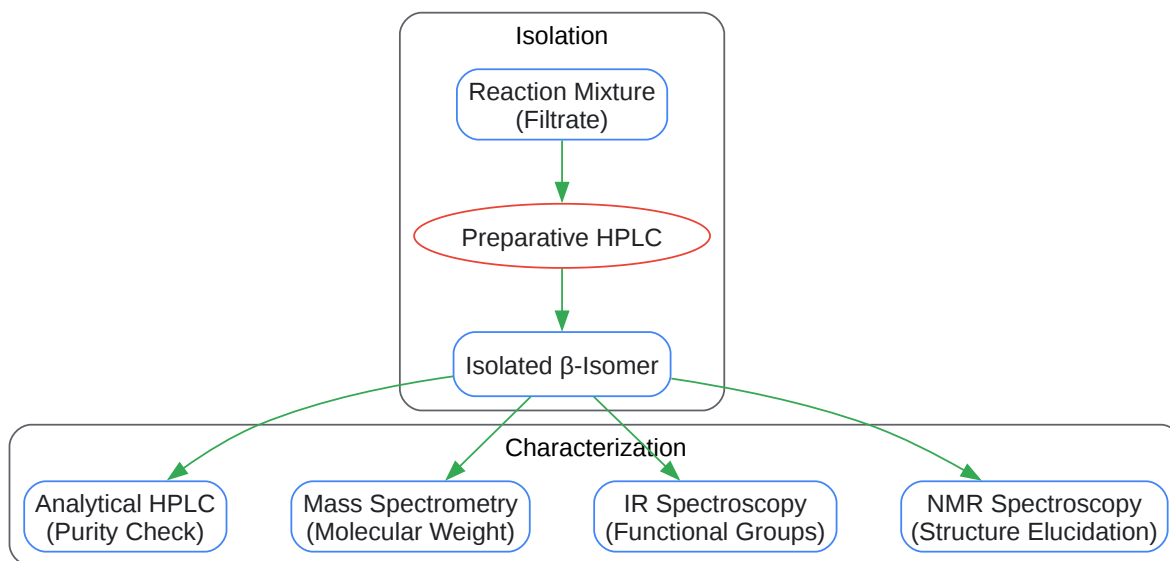 Isolation
Reaction Mixture
(Filtrate)
Preparative HPLC
Isolated β-Isomer
Characterization
Analytical HPLC
(Purity Check)
Mass Spectrometry
(Molecular Weight)
IR Spectroscopy
(Functional Groups)
NMR Spectroscopy
(Structure Elucidation)